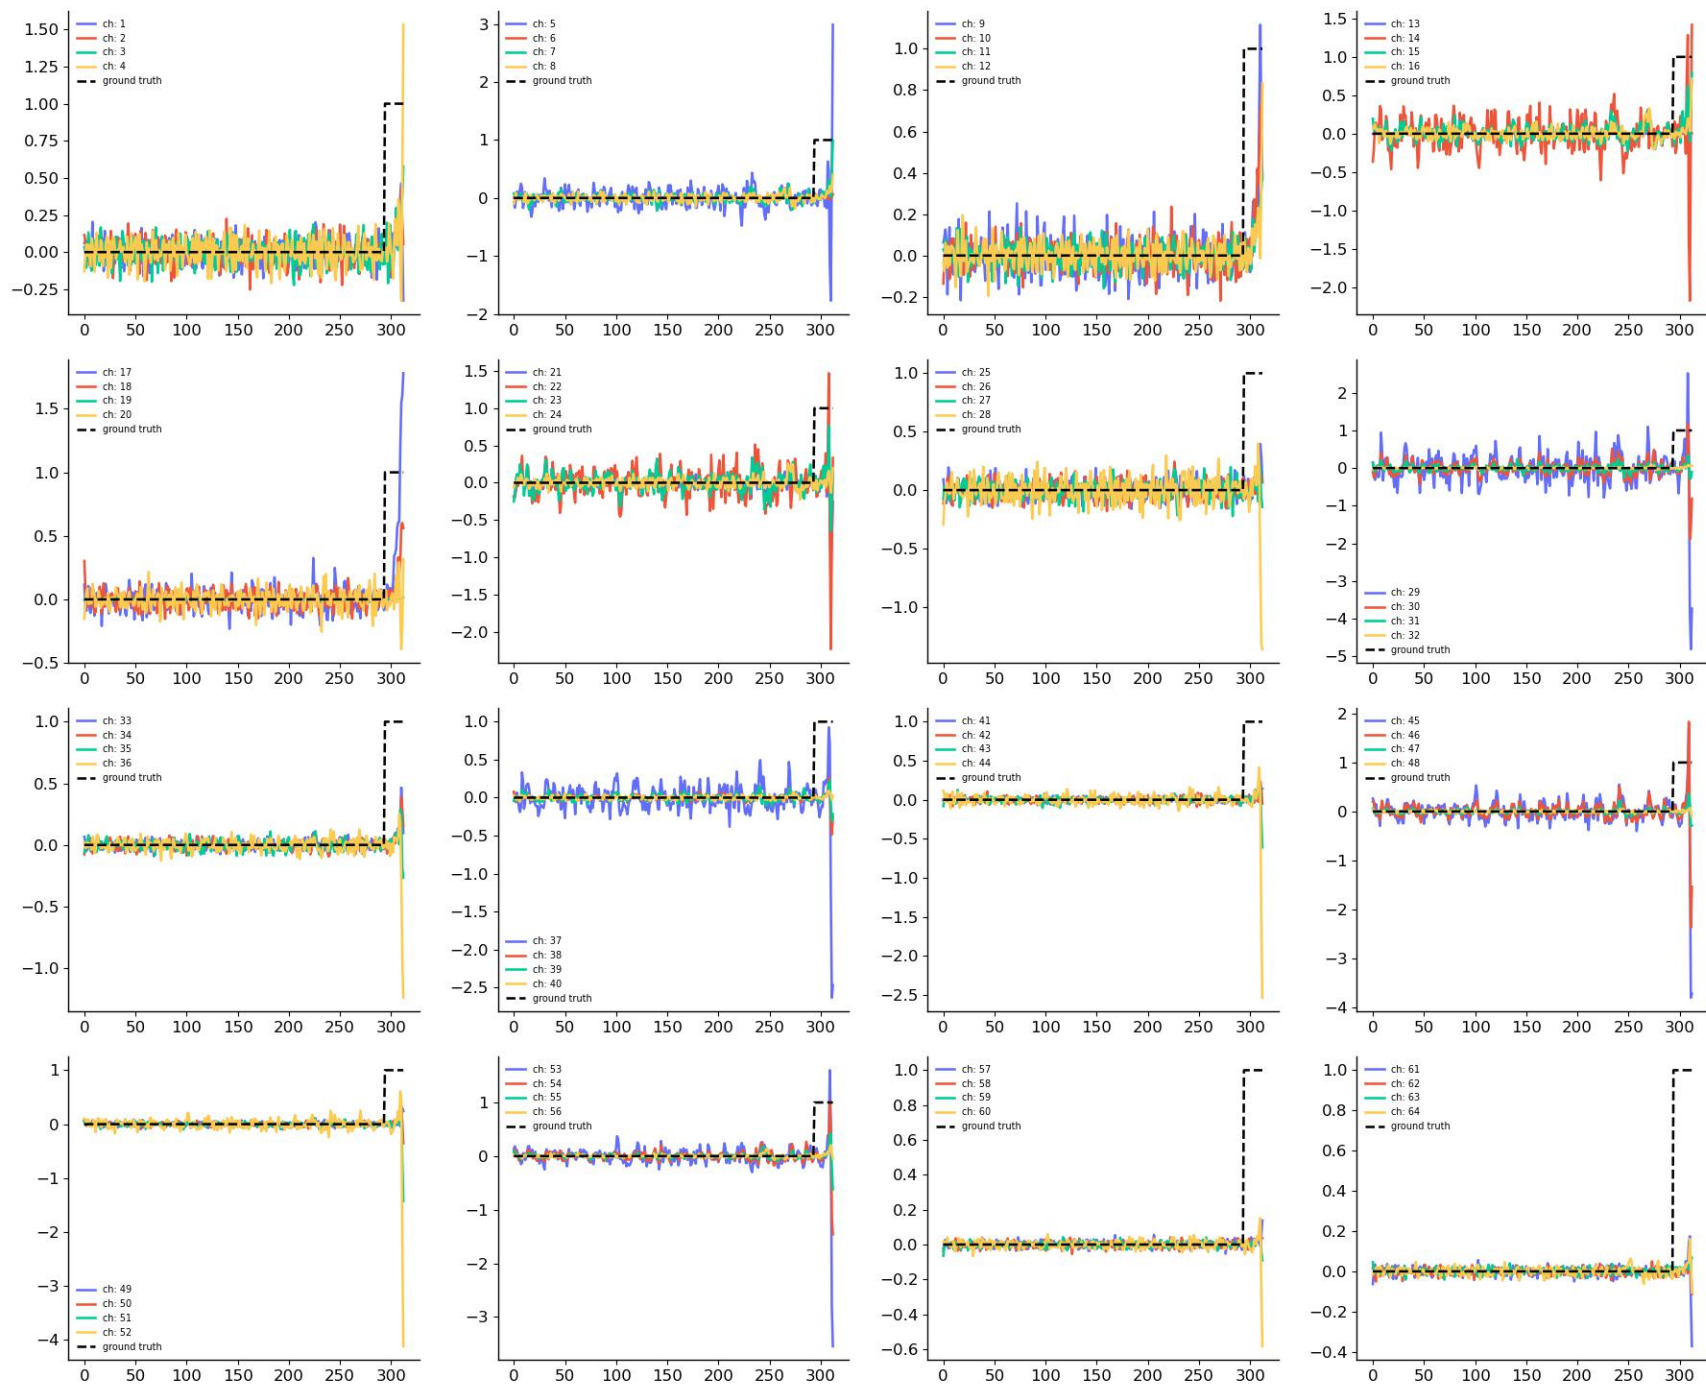 1.50
1.25
1.00
0.75
0.50
0.25
0.00
−0.25
0 50 100 150 200 250 300
ch: 1
ch: 2
ch: 3
ch: 4
ground truth
3
2
1
0
−1
−2
0 50 100 150 200 250 300
ch: 5
ch: 6
ch: 7
ch: 8
ground truth
1.0
0.8
0.6
0.4
0.2
0.0
−0.2
0 50 100 150 200 250 300
ch: 9
ch: 10
ch: 11
ch: 12
ground truth
1.5
1.0
0.5
0.0
−0.5
−1.0
−1.5
−2.0
0 50 100 150 200 250 300
ch: 13
ch: 14
ch: 15
ch: 16
ground truth
1.5
1.0
0.5
0.0
−0.5
0 50 100 150 200 250 300
ch: 17
ch: 18
ch: 19
ch: 20
ground truth
1.5
1.0
0.5
0.0
−0.5
−1.0
−1.5
−2.0
0 50 100 150 200 250 300
ch: 21
ch: 22
ch: 23
ch: 24
ground truth
1.0
0.5
0.0
−0.5
−1.0
0 50 100 150 200 250 300
ch: 25
ch: 26
ch: 27
ch: 28
ground truth
2
1
0
−1
−2
−3
−4
−5
0 50 100 150 200 250 300
ch: 29
ch: 30
ch: 31
ch: 32
ground truth
1.0
0.5
0.0
−0.5
−1.0
0 50 100 150 200 250 300
ch: 33
ch: 34
ch: 35
ch: 36
ground truth
1.0
0.5
0.0
−0.5
−1.0
−1.5
−2.0
−2.5
0 50 100 150 200 250 300
ch: 37
ch: 38
ch: 39
ch: 40
ground truth
1.0
0.5
0.0
−0.5
−1.0
−1.5
−2.0
−2.5
0 50 100 150 200 250 300
ch: 41
ch: 42
ch: 43
ch: 44
ground truth
2
1
0
−1
−2
−3
−4
0 50 100 150 200 250 300
ch: 45
ch: 46
ch: 47
ch: 48
ground truth
1
0
−1
−2
−3
−4
0 50 100 150 200 250 300
ch: 49
ch: 50
ch: 51
ch: 52
ground truth
1
0
−1
−2
−3
0 50 100 150 200 250 300
ch: 53
ch: 54
ch: 55
ch: 56
ground truth
1.0
0.8
0.6
0.4
0.2
0.0
−0.2
−0.4
−0.6
0 50 100 150 200 250 300
ch: 57
ch: 58
ch: 59
ch: 60
ground truth
1.0
0.8
0.6
0.4
0.2
0.0
−0.2
−0.4
0 50 100 150 200 250 300
ch: 61
ch: 62
ch: 63
ch: 64
ground truth